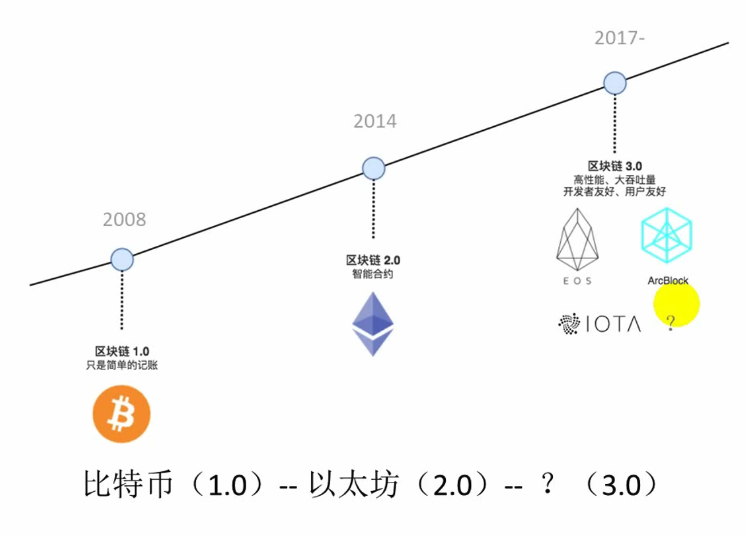 2017-
2014
2008
区块链 3.0
高性能、大吞吐量
开发者友好、用户友好
EOS
ArcBlock
IOTA ?
区块链 2.0
智能合约
区块链 1.0
只是简单的记账
比特币（1.0）-- 以太坊（2.0）-- ？（3.0）